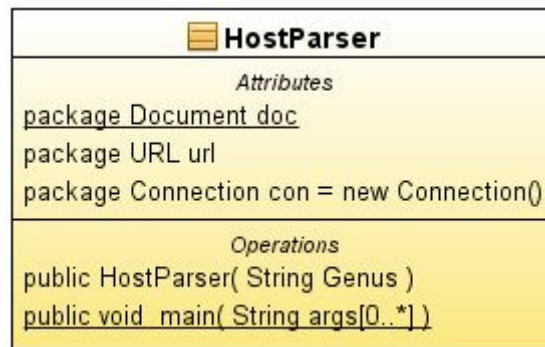 HostParser
Attributes
package Document doc
package URL url
package Connection con = new Connection()
Operations
public HostParser( String Genus )
public void  main( String args[0..*] )